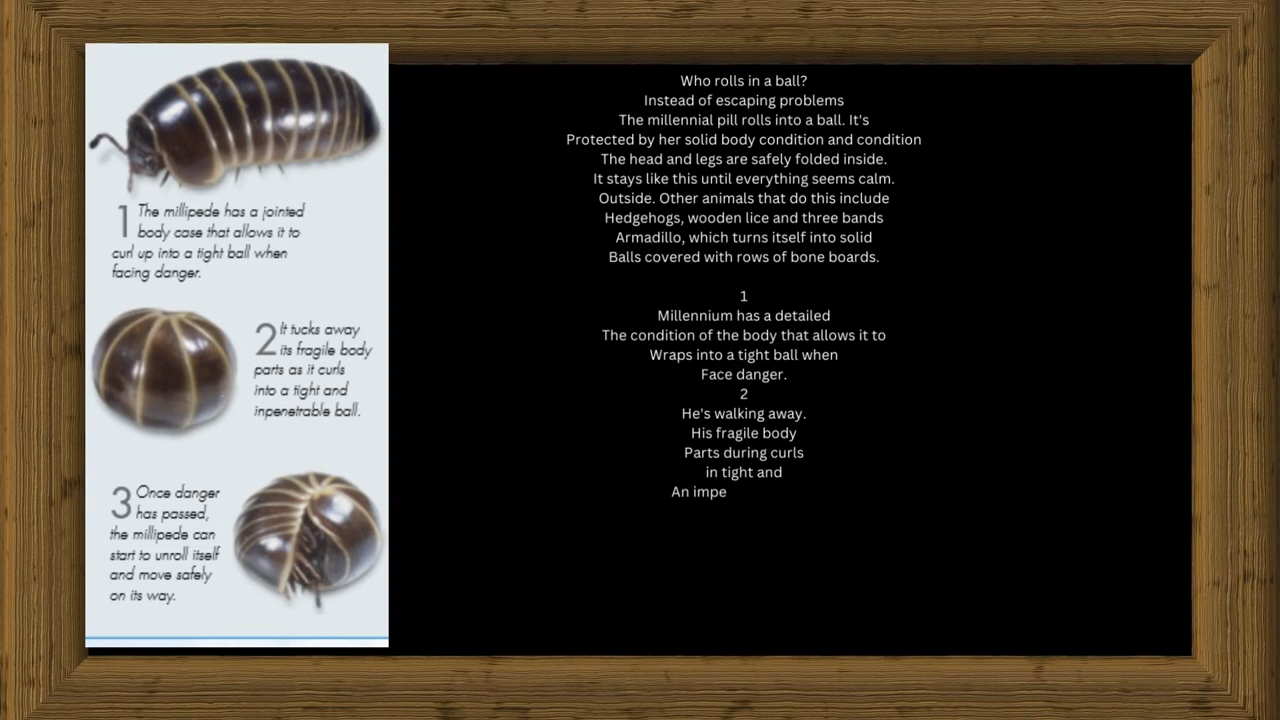 1 The millipede has a jointed
body case that allows it to
curl up into a tight ball when
facing danger.
2 It tucks away
its fragile body
parts as it curls
into a tight and
inpenetrable ball.
3 Once danger
has passed,
the millipede can
start to unroll itself
and move safely
on its way.
Who rolls in a ball?
Instead of escaping problems
The millennial pill rolls into a ball. It's
Protected by her solid body condition and condition
The head and legs are safely folded inside.
It stays like this until everything seems calm.
Outside. Other animals that do this include
Hedgehogs, wooden lice and three bands
Armadillo, which turns itself into solid
Balls covered with rows of bone boards.
1
Millennium has a detailed
The condition of the body that allows it to
Wraps into a tight ball when
Face danger.
2
He's walking away.
His fragile body
Parts during curls
in tight and
An impe